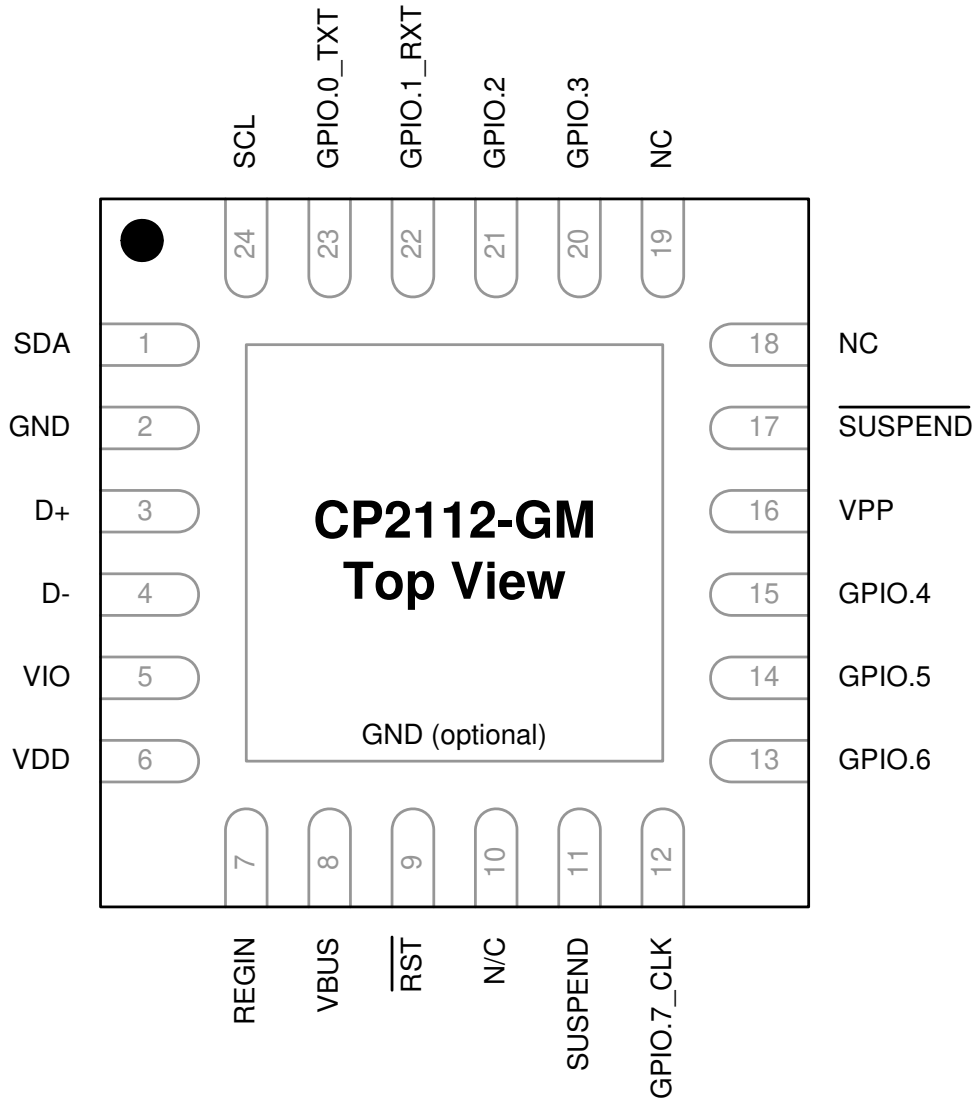 SCL
GPIO.0_TXT
GPIO.1_RXT
GPIO.2
GPIO.3
NC
24
23
22
21
20
19
SDA 1
GND 2
D+ 3
D- 4
VIO 5
VDD 6
18 NC
17 SUSPEND
16 VPP
15 GPIO.4
14 GPIO.5
13 GPIO.6
CP2112-GM
Top View
GND (optional)
7
8
9
10
11
12
REGIN
VBUS
RST
N/C
SUSPEND
GPIO.7_CLK